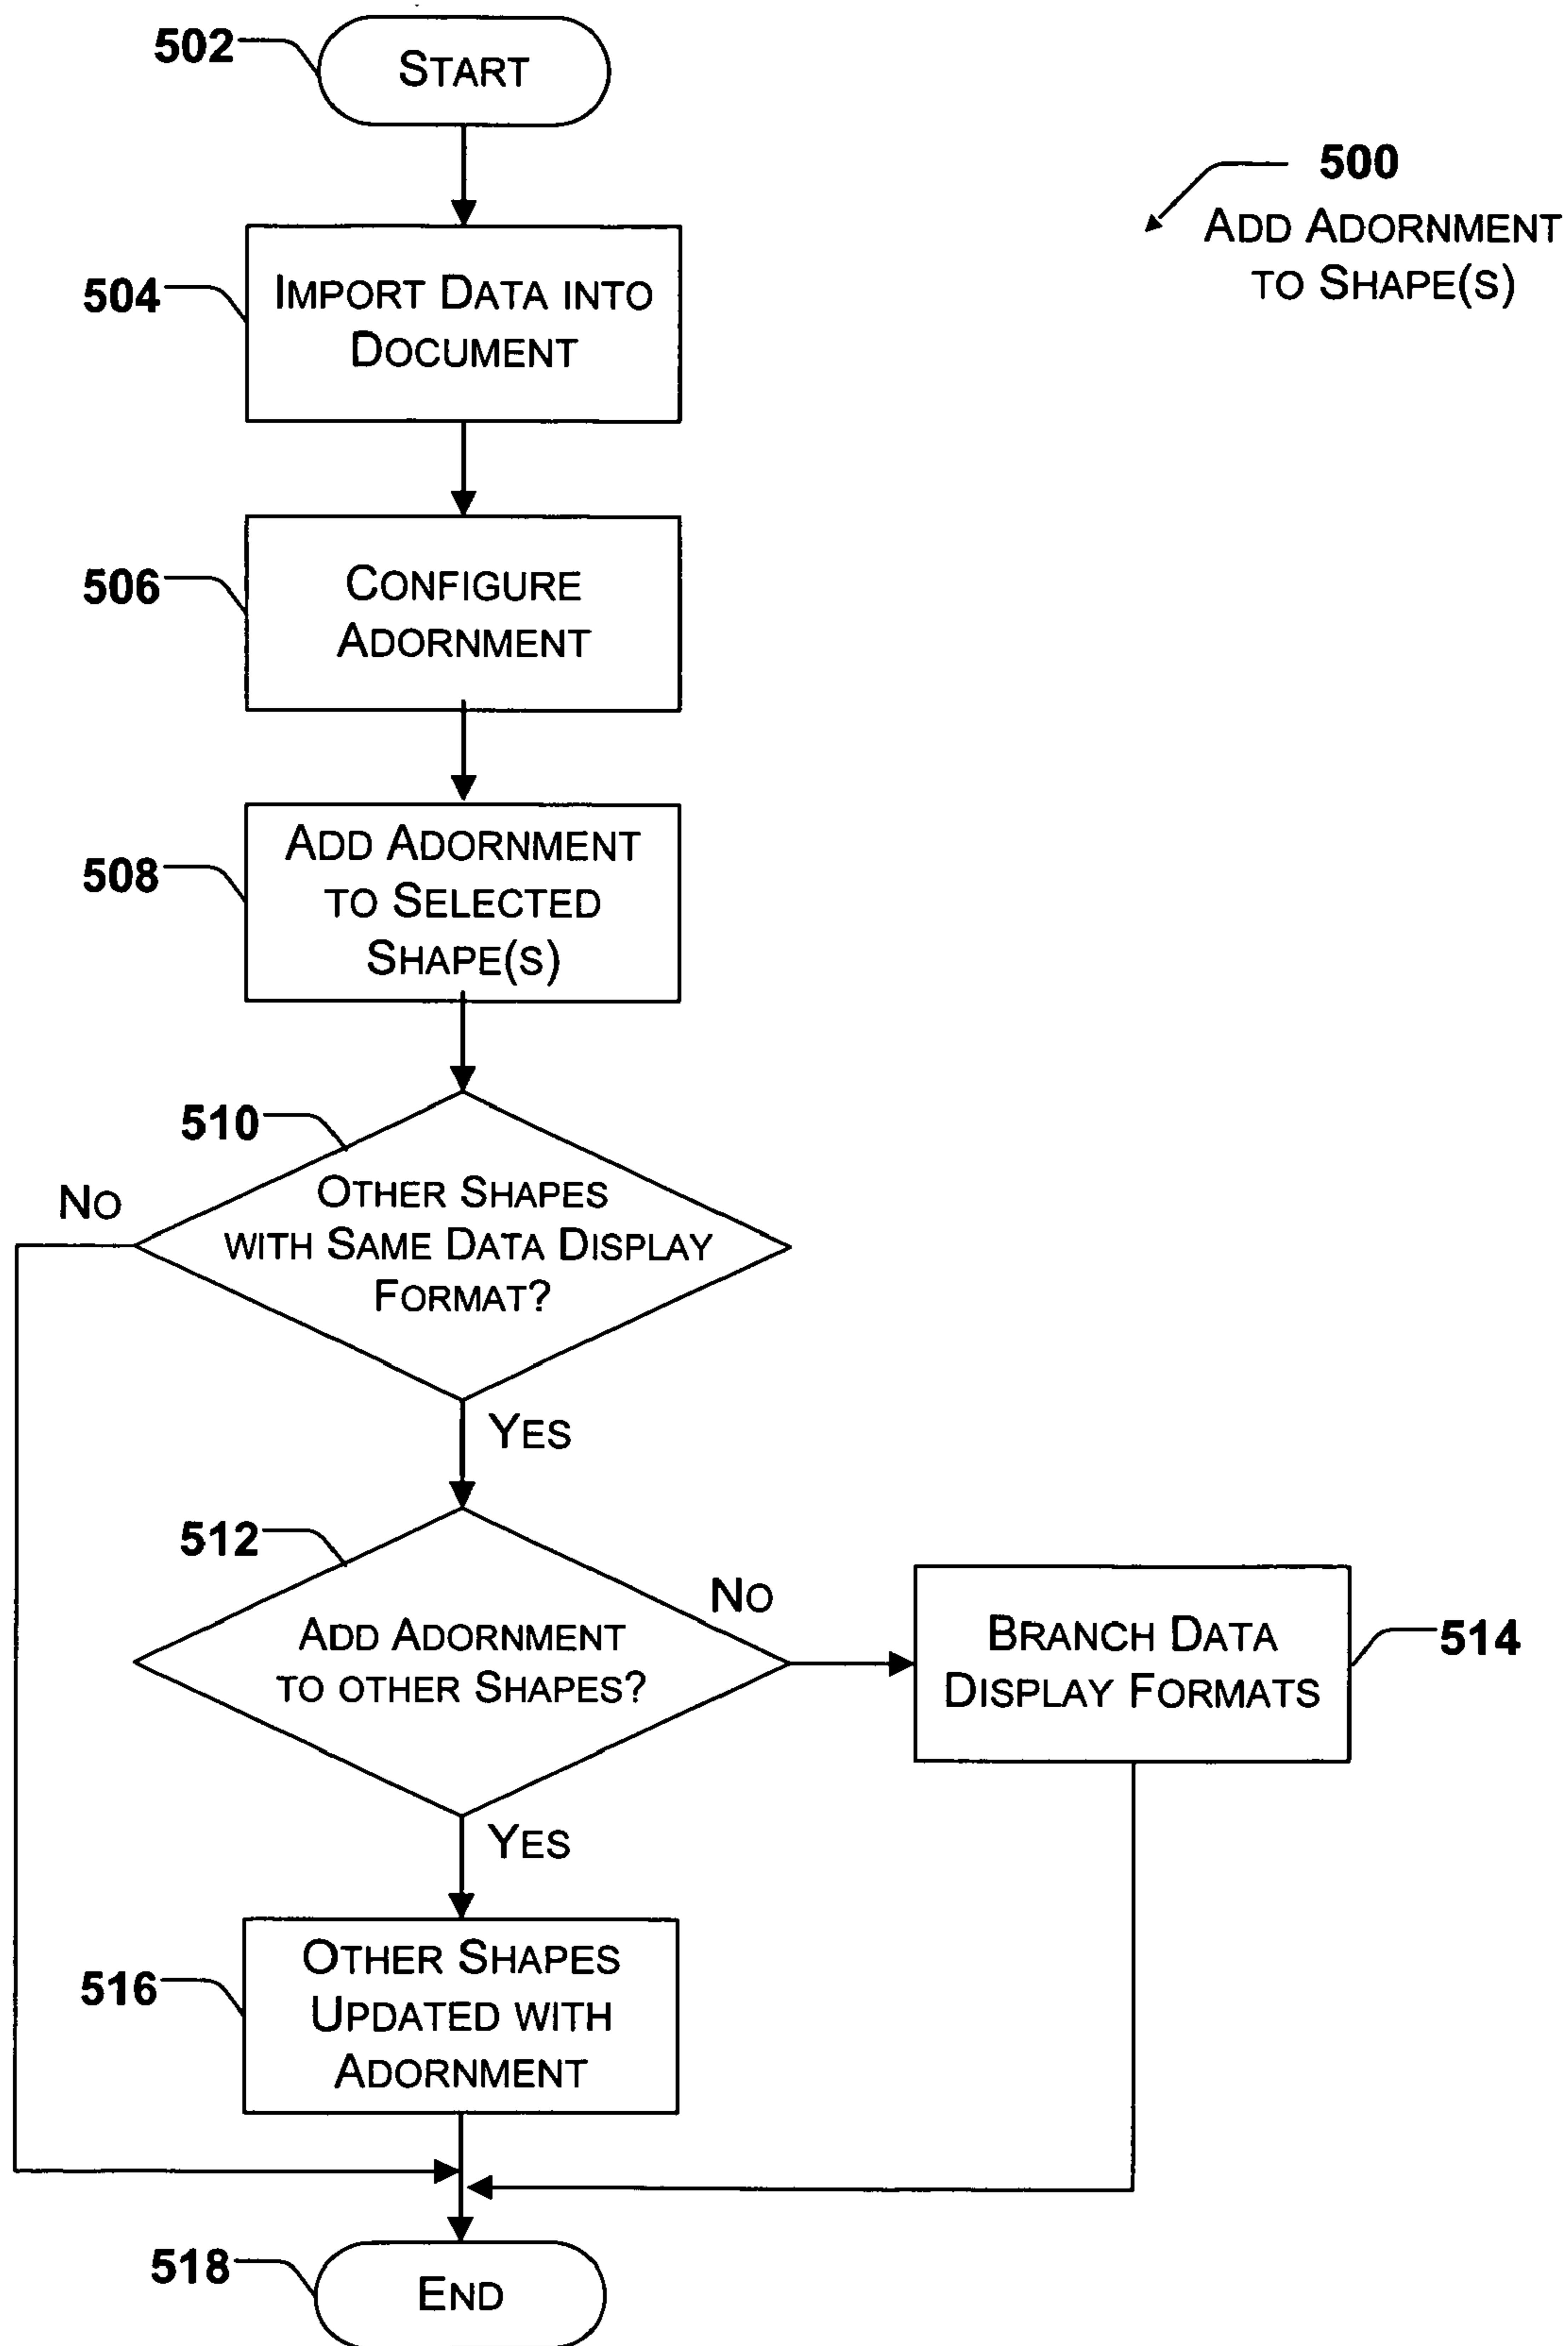 502
START
500
ADD ADORNMENT
TO SHAPE(S)
504
IMPORT DATA INTO
DOCUMENT
506
CONFIGURE
ADORNMENT
508
ADD ADORNMENT
TO SELECTED
SHAPE(S)
510
NO
OTHER SHAPES
WITH SAME DATA DISPLAY
FORMAT?
YES
512
NO
ADD ADORNMENT
TO OTHER SHAPES?
BRANCH DATA
DISPLAY FORMATS
514
YES
516
OTHER SHAPES
UPDATED WITH
ADORNMENT
518
END